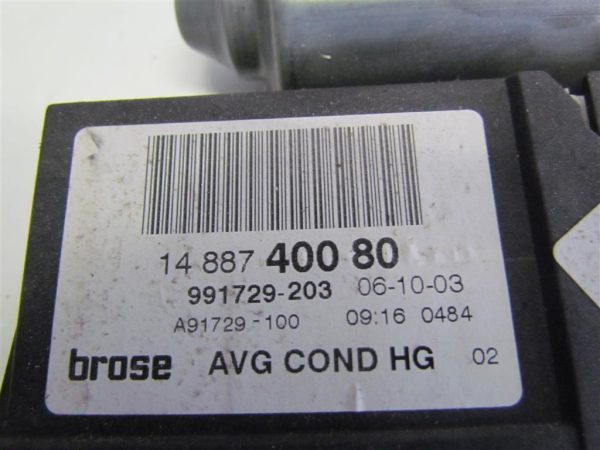 14 887 400 80
991729-203 06-10-03
A91729-100 09:16 0484
brose AVG COND HG 02